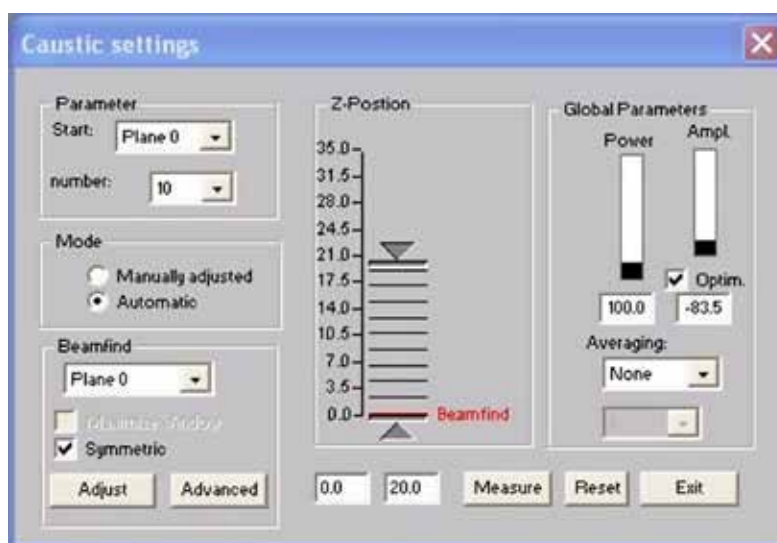 Caustic settings
Parameter
Start: Plane 0
number: 10
Mode
Manually adjusted
Automatic
Beamfind
Plane 0
Maximize Window
Symmetric
Adjust Advanced
Z-Postion
35.0
31.5
28.0
24.5
21.0
17.5
14.0
10.5
7.0
3.5
0.0 Beamfind
0.0 20.0 Measure Reset Exit
Global Parameters
Power Ampl.
Optim.
100.0 -83.5
Averaging:
None